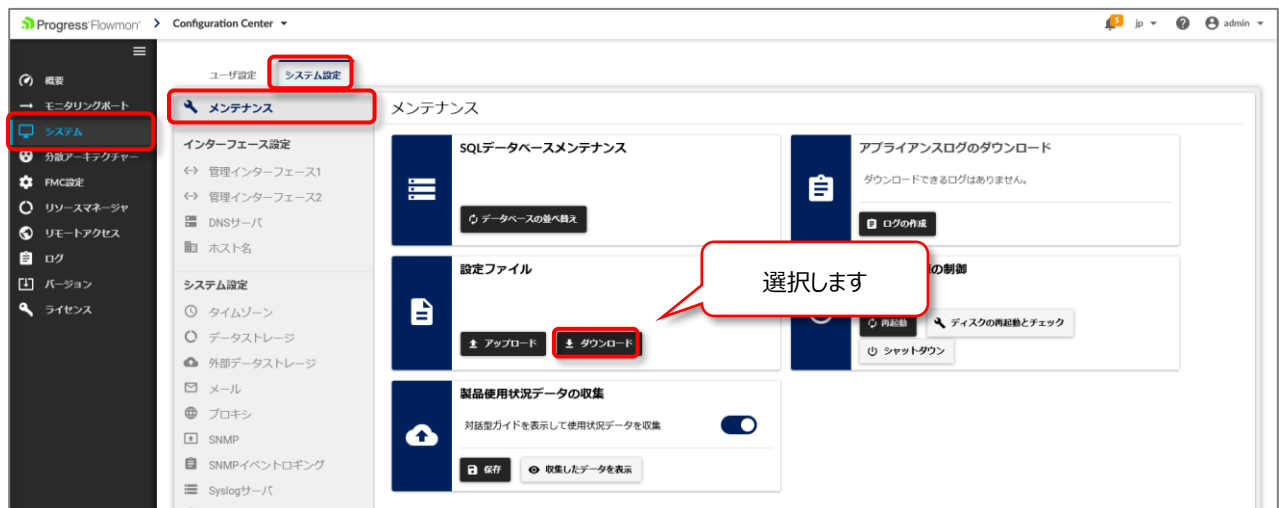 Progress Flowmon
Configuration Center
5
jp
admin
概要
モニタリングポート
システム
分散アーキテクチャー
FMC設定
リソースマネージャ
リモートアクセス
ログ
バージョン
ライセンス
ユーザ設定
システム設定
メンテナンス
インターフェース設定
管理インターフェース1
管理インターフェース2
DNSサーバ
ホスト名
システム設定
タイムゾーン
データストレージ
外部データストレージ
メール
プロキシ
SNMP
SNMPイベントロギング
Syslogサーバ
メンテナンス
SQLデータベースメンテナンス
データベースの並べ替え
アプライアンスログのダウンロード
ダウンロードできるログはありません。
ログの作成
設定ファイル
アップロード
ダウンロード
選択します
の制御
再起動
ディスクの再起動とチェック
シャットダウン
製品使用状況データの収集
対話型ガイドを表示して使用状況データを収集
保存
収集したデータを表示